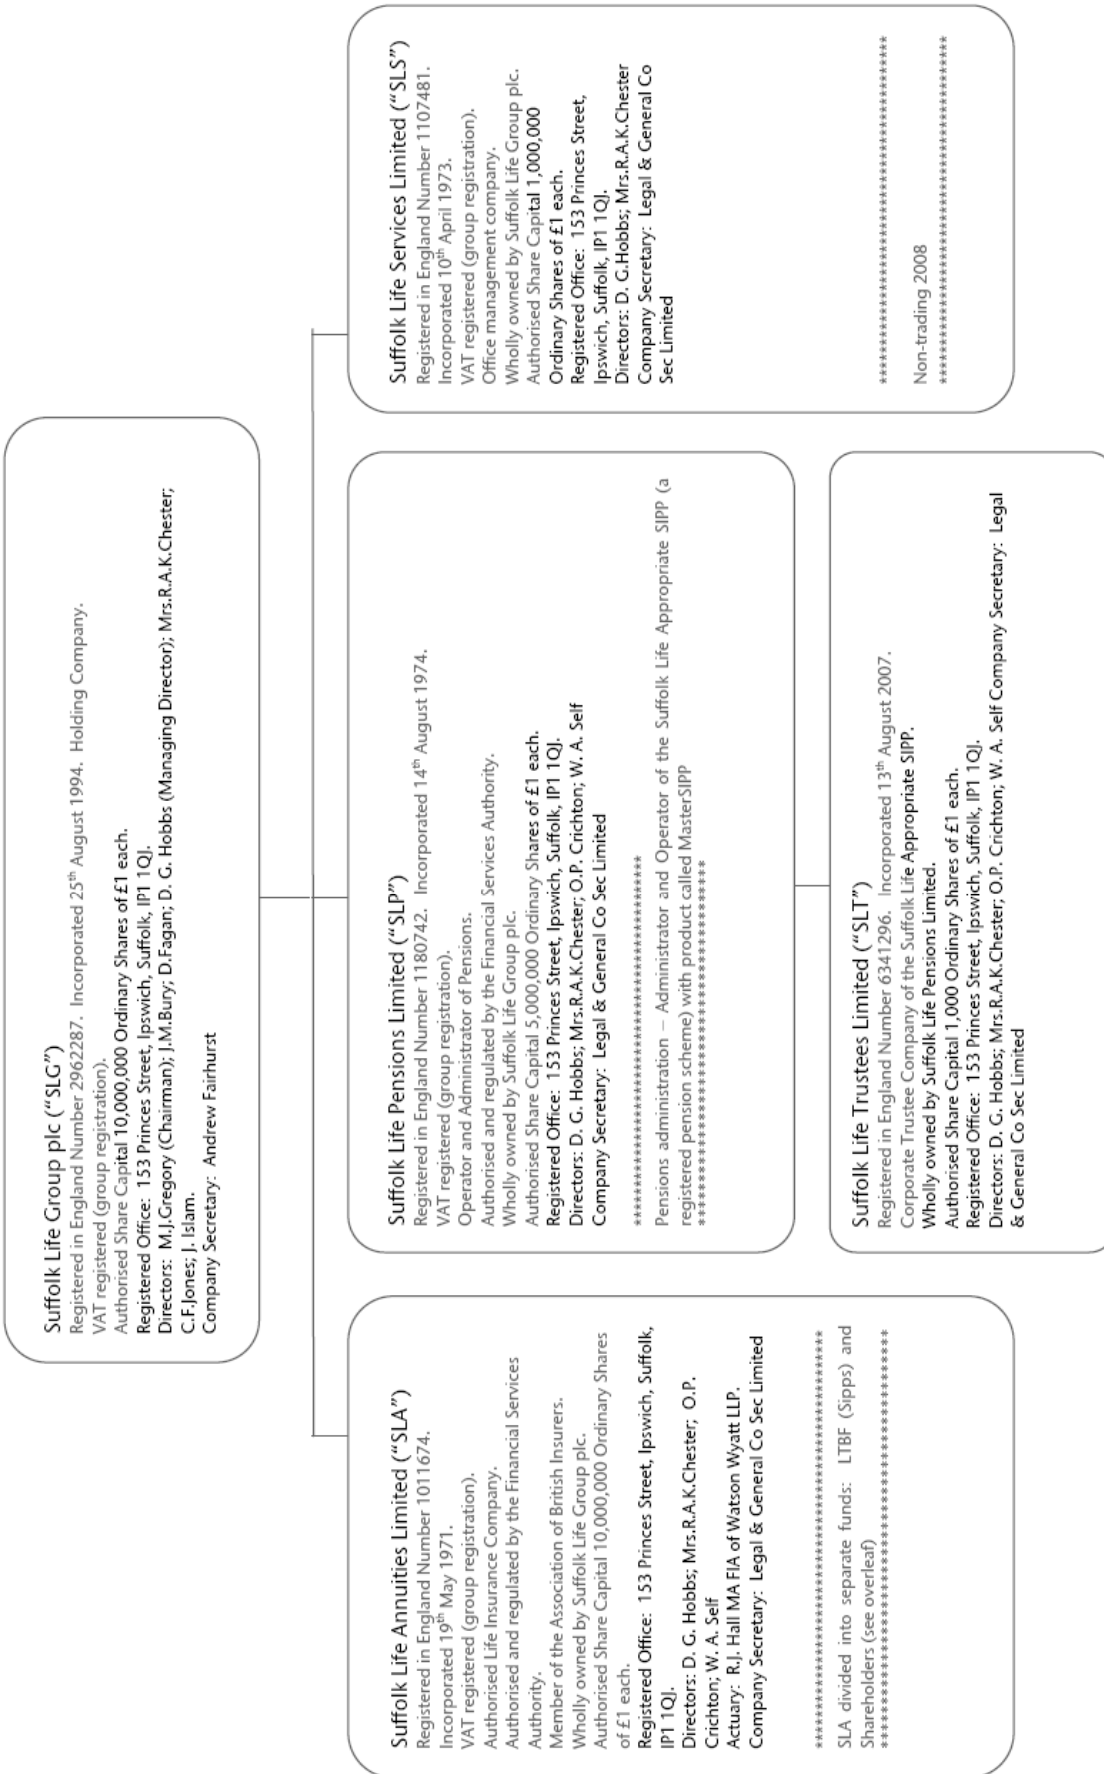 Suffolk Life Group plc (“SLG”)
Registered in England Number 2962287. Incorporated 25th August 1994. Holding Company.
VAT registered (group registration).
Authorised Share Capital 10,000,000 Ordinary Shares of £1 each.
Registered Office: 153 Princes Street, Ipswich, Suffolk, IP1 1QJ.
Directors: M.J.Gregory (Chairman); J.M.Bury; D.Fagan; D. G. Hobbs (Managing Director); Mrs.R.A.K.Chester;
C.F.Jones; J. Islam.
Company Secretary: Andrew Fairhurst
Suffolk Life Annuities Limited (“SLA”)
Registered in England Number 1011674.
Incorporated 19th May 1971.
VAT registered (group registration).
Authorised Life Insurance Company.
Authorised and regulated by the Financial Services
Authority.
Member of the Association of British Insurers.
Wholly owned by Suffolk Life Group plc.
Authorised Share Capital 10,000,000 Ordinary Shares
of £1 each.
Registered Office: 153 Princes Street, Ipswich, Suffolk,
IP1 1QJ.
Directors: D. G. Hobbs; Mrs.R.A.K.Chester; O.P.
Crichton; W. A. Self
Actuary: R.J. Hall MA FIA of Watson Wyatt LLP.
Company Secretary: Legal & General Co Sec Limited
******************************************************
SLA divided into separate funds: LTBF (Sipps) and
Shareholders (see overleaf)
******************************************************
Suffolk Life Pensions Limited (“SLP”)
Registered in England Number 1180742. Incorporated 14th August 1974.
VAT registered (group registration).
Operator and Administrator of Pensions.
Authorised and regulated by the Financial Services Authority.
Wholly owned by Suffolk Life Group plc.
Authorised Share Capital 5,000,000 Ordinary Shares of £1 each.
Registered Office: 153 Princes Street, Ipswich, Suffolk, IP1 1QJ.
Directors: D. G. Hobbs; Mrs.R.A.K.Chester; O.P. Crichton; W. A. Self
Company Secretary: Legal & General Co Sec Limited
************************************************
Pensions administration – Administrator and Operator of the Suffolk Life Appropriate SIPP (a
registered pension scheme) with product called MasterSIPP
************************************************
Suffolk Life Trustees Limited (“SLT”)
Registered in England Number 6341296. Incorporated 13th August 2007.
Corporate Trustee Company of the Suffolk Life Appropriate SIPP.
Wholly owned by Suffolk Life Pensions Limited.
Authorised Share Capital 1,000 Ordinary Shares of £1 each.
Registered Office: 153 Princes Street, Ipswich, Suffolk, IP1 1QJ.
Directors: D. G. Hobbs; Mrs.R.A.K.Chester; O.P. Crichton; W. A. Self Company Secretary: Legal
& General Co Sec Limited
Suffolk Life Services Limited (“SLS”)
Registered in England Number 1107481.
Incorporated 10th April 1973.
VAT registered (group registration).
Office management company.
Wholly owned by Suffolk Life Group plc.
Authorised Share Capital 1,000,000
Ordinary Shares of £1 each.
Registered Office: 153 Princes Street,
Ipswich, Suffolk, IP1 1QJ.
Directors: D. G.Hobbs; Mrs.R.A.K.Chester
Company Secretary: Legal & General Co
Sec Limited
*********************************************
Non-trading 2008
*********************************************